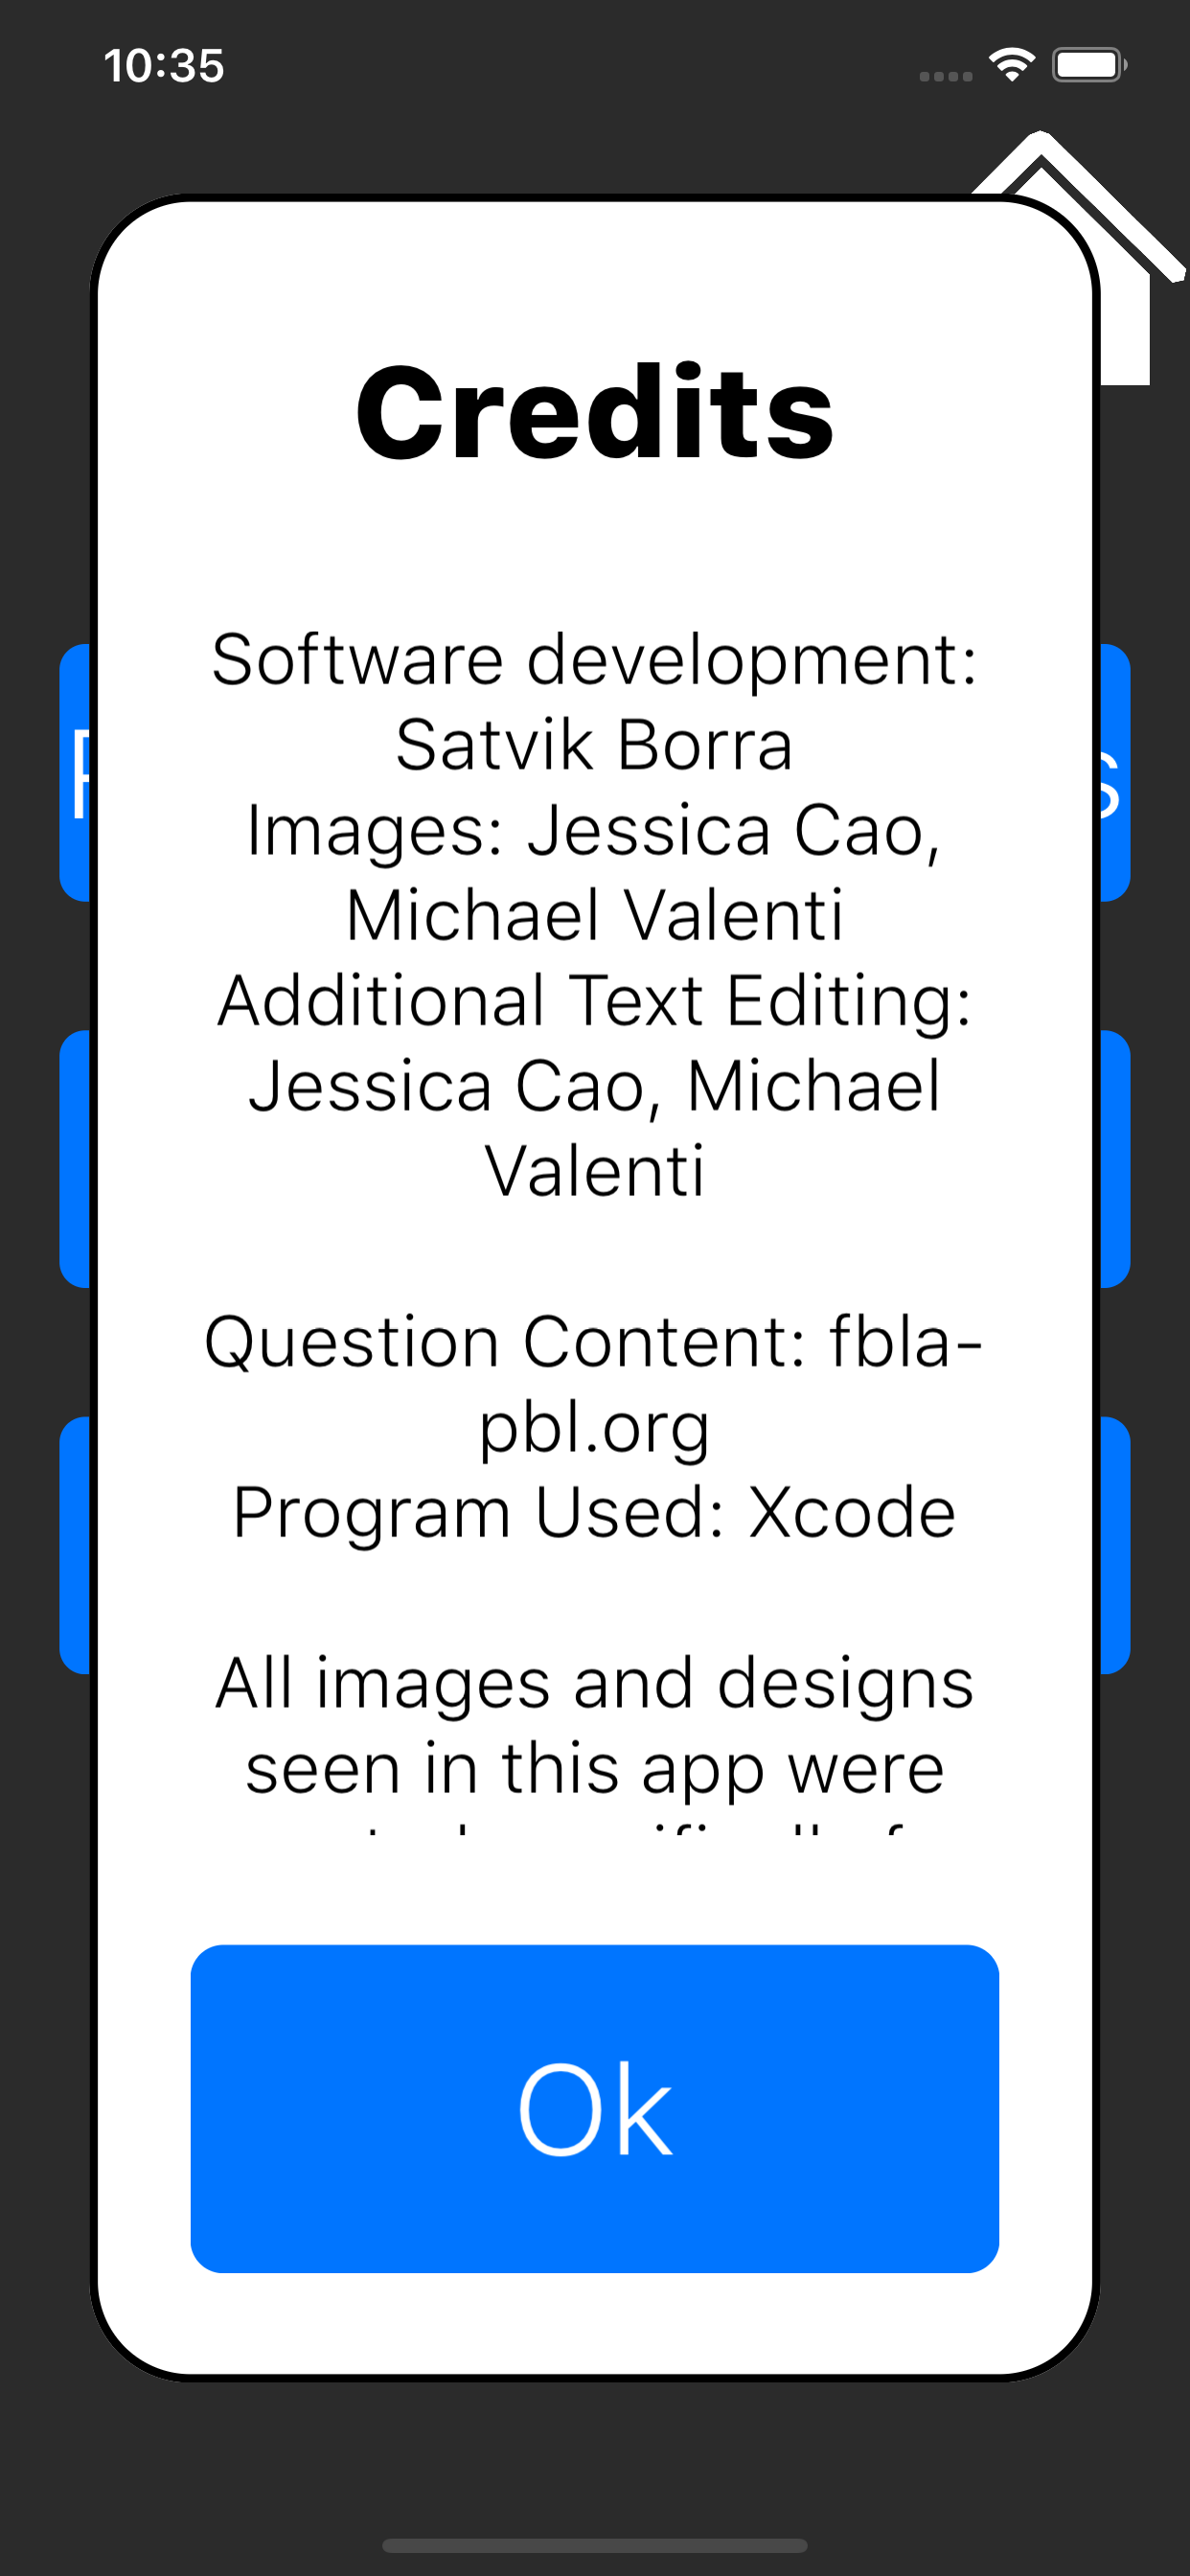 10:35
Credits
Software development:
Satvik Borra
Images: Jessica Cao,
Michael Valenti
Additional Text Editing:
Jessica Cao, Michael
Valenti
Question Content: fbla-
pbl.org
Program Used: Xcode
All images and designs
seen in this app were
Ok